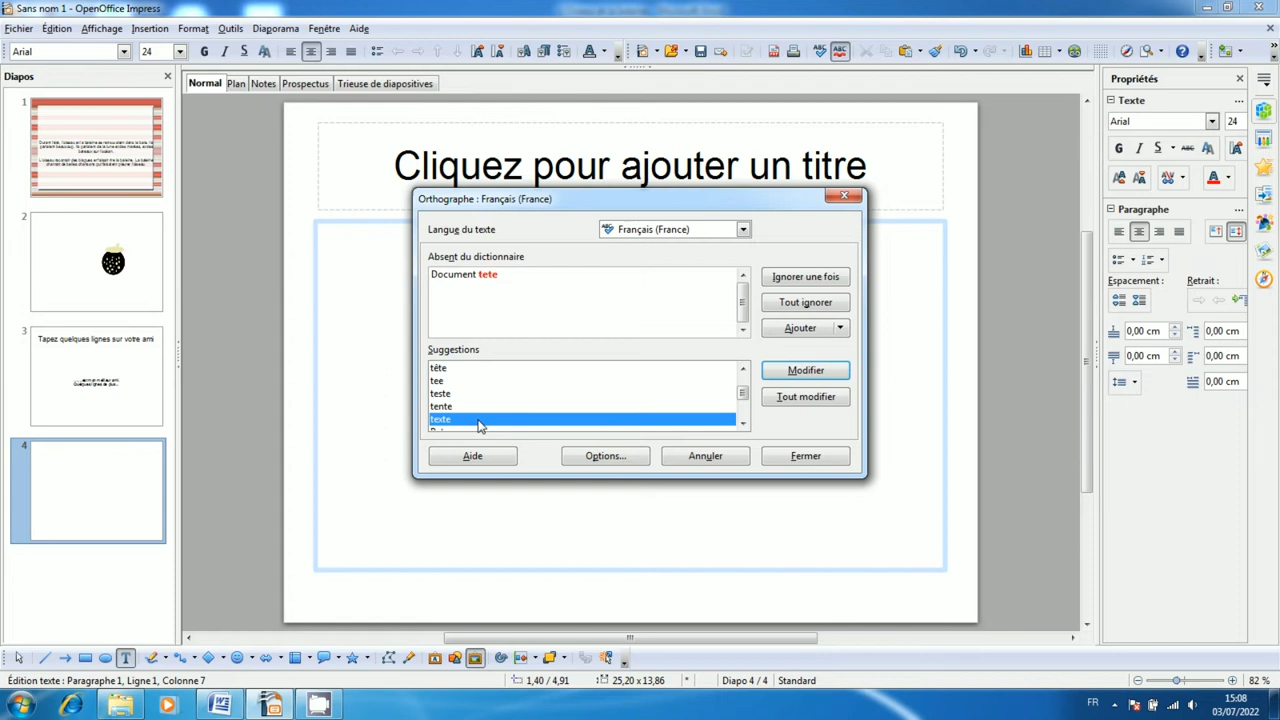 Sans nom 1 - OpenOffice Impress
Fichier Édition Affichage Insertion Format Outils Diaporama Fenêtre Aide
Arial 24
Diapos
Normal Plan Notes Prospectus Trieuse de diapositives
1
2
3
Tapez quelques lignes sur votre ami
4
Cliquez pour ajouter un titre
Orthographe : Français (France)
Langue du texte
Français (France)
Absent du dictionnaire
Document tete
Ignorer une fois
Tout ignorer
Ajouter
Suggestions
tête
tee
teste
tente
texte
Modifier
Tout modifier
Aide Options... Annuler Fermer
Propriétés
Texte
Arial 24
G I S ABC A
Paragraphe
Espacement : Retrait :
0,00 cm 0,00 cm
0,00 cm 0,00 cm
0,00 cm
Édition texte : Paragraphe 1, Ligne 1, Colonne 7 1,40 / 4,91 25,20 x 13,86 * Diapo 4 / 4 Standard 82 %
FR 15:08
03/07/2022